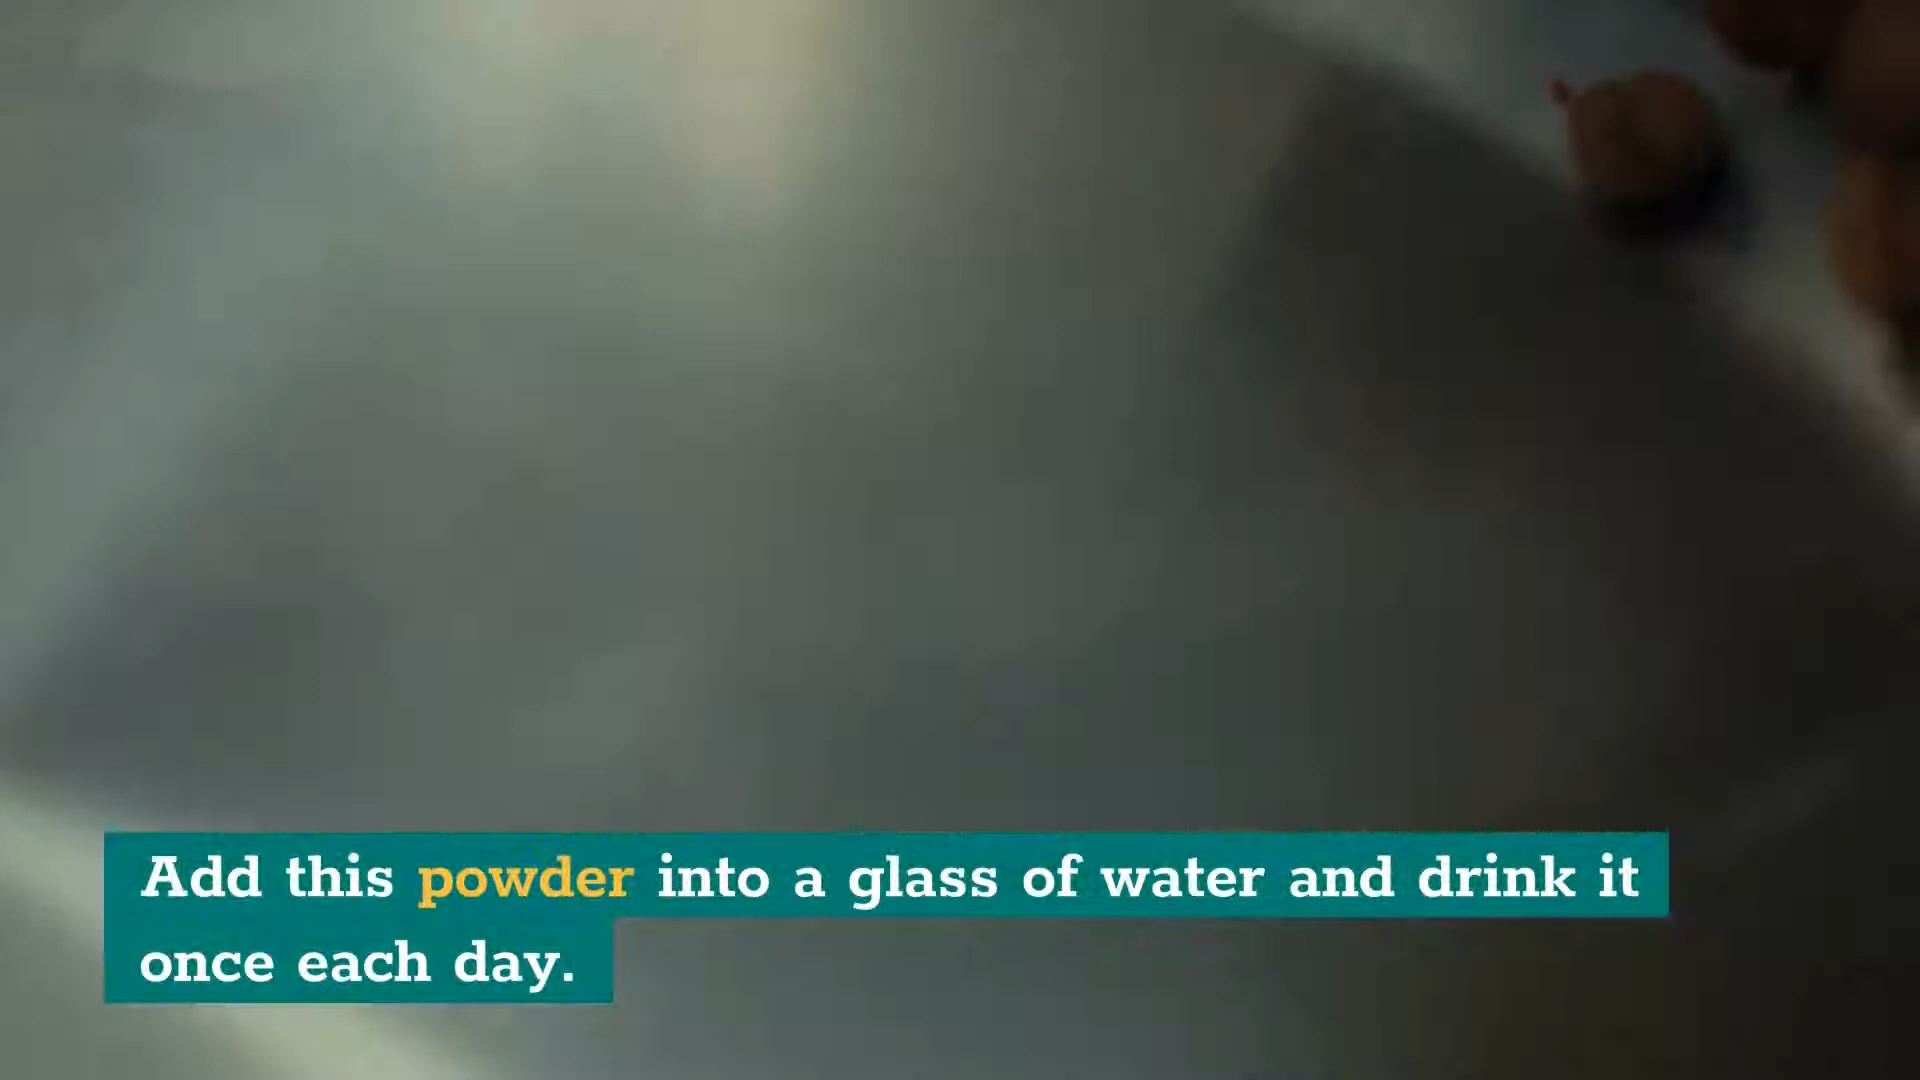 Add this powder into a glass of water and drink it
once each day.